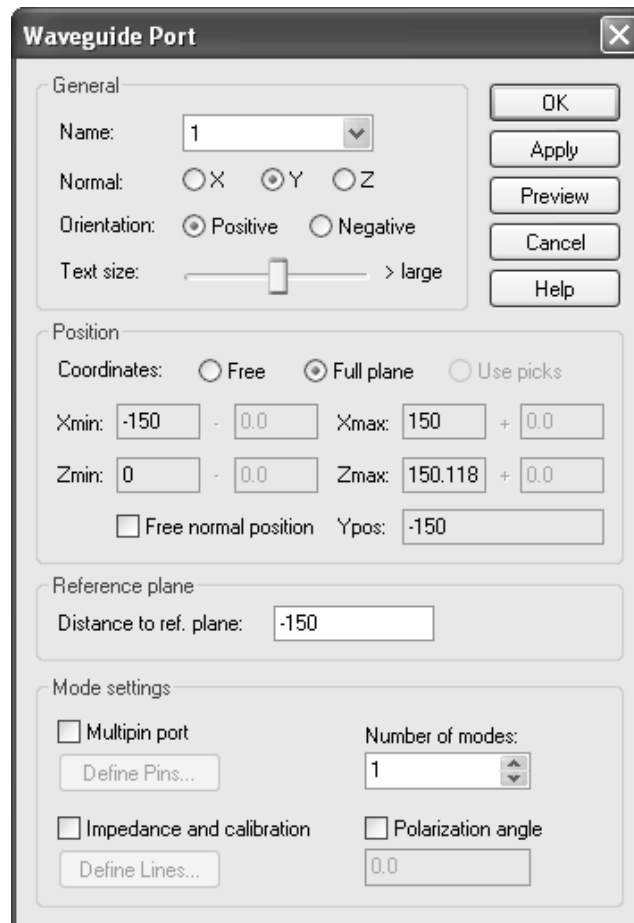 Waveguide Port
General
Name: 1
Normal: X Y Z
Orientation: Positive Negative
Text size: > large
OK
Apply
Preview
Cancel
Help
Position
Coordinates: Free Full plane Use picks
Xmin: -150 - 0.0 Xmax: 150 + 0.0
Zmin: 0 - 0.0 Zmax: 150.118 + 0.0
Free normal position Ypos: -150
Reference plane
Distance to ref. plane: -150
Mode settings
Multipin port
Define Pins...
Number of modes:
1
Impedance and calibration
Define Lines...
Polarization angle
0.0